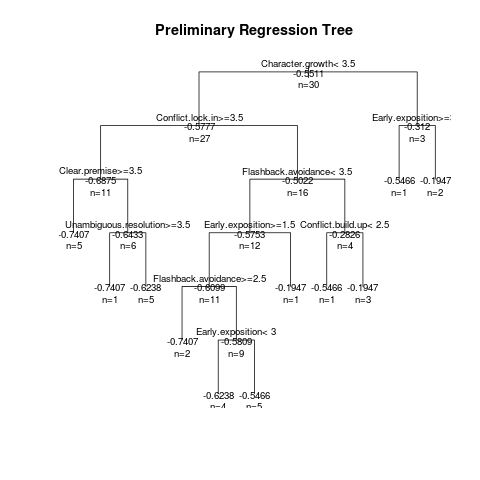 Preliminary Regression Tree
Character.growth< 3.5
-0.5511
n=30
Conflict.lock.in>=3.5
-0.5777
n=27
Early.exposition>=
-0.312
n=3
Clear.premise>=3.5
-0.6875
n=11
Flashback.avoidance< 3.5
-0.5022
n=16
-0.5466
n=1
-0.1947
n=2
-0.7407
n=5
Unambiguous.resolution>=3.5
-0.6433
n=6
Early.exposition>=1.5
-0.5753
n=12
Conflict.build.up< 2.5
-0.2826
n=4
-0.7407
n=1
-0.6238
n=5
Flashback.avoidance>=2.5
-0.6099
n=11
-0.1947
n=1
-0.5466
n=1
-0.1947
n=3
-0.7407
n=2
Early.exposition< 3
-0.5809
n=9
-0.6238
n=4
-0.5466
n=5